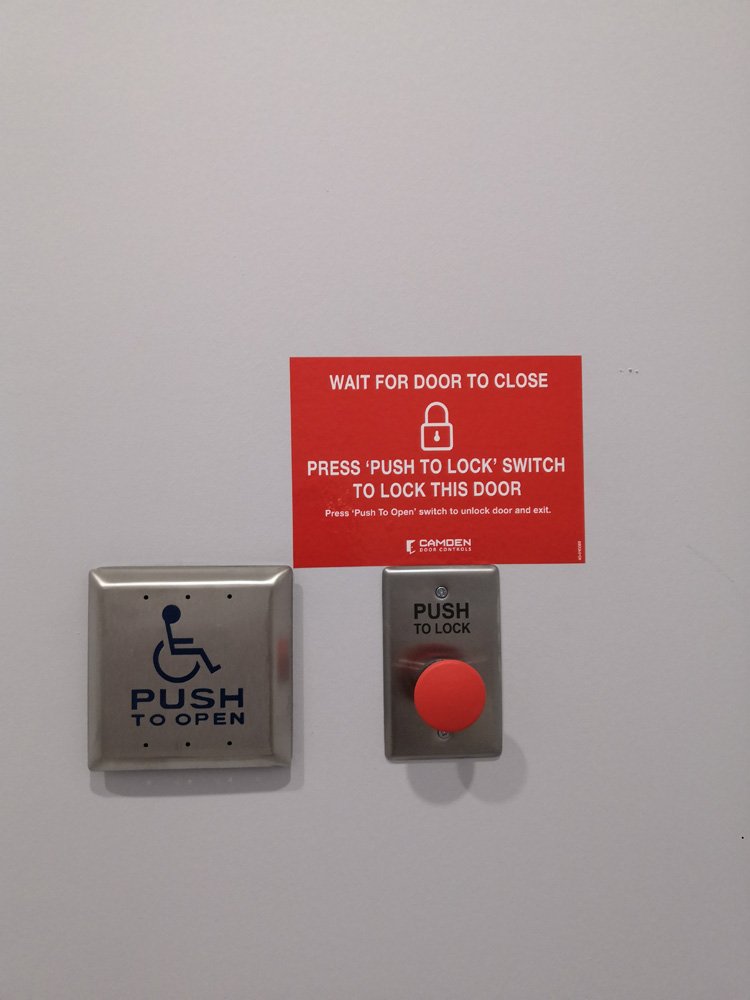 WAIT FOR DOOR TO CLOSE
PRESS ‘PUSH TO LOCK’ SWITCH
TO LOCK THIS DOOR
Press ‘Push To Open’ switch to unlock door and exit.
CAMDEN
DOOR CONTROLS
PUSH
TO LOCK
PUSH
TO OPEN